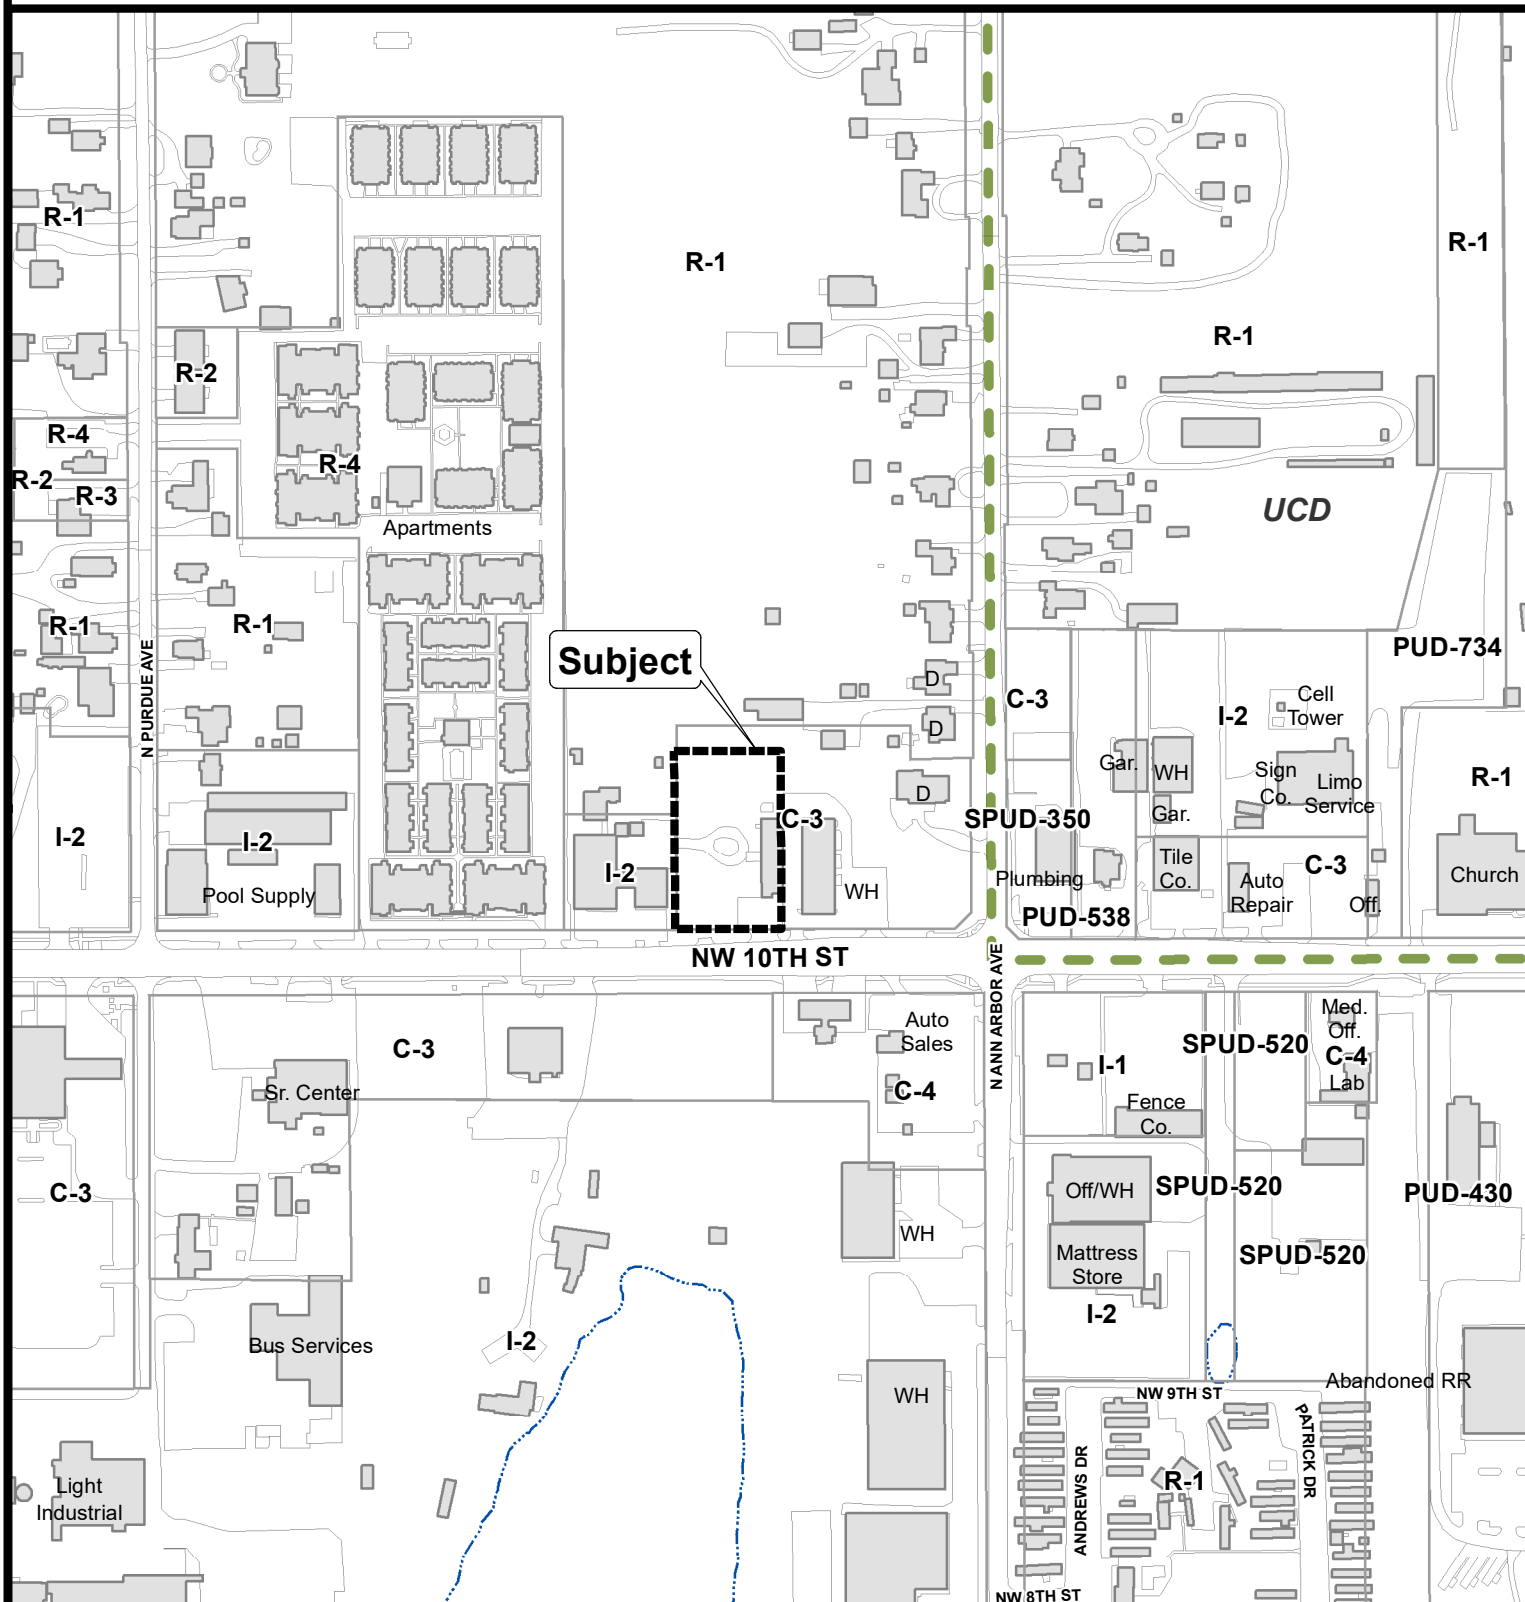 R-1
R-1
R-1
R-1
R-2
R-4
R-4
R-2
R-3
UCD
Apartments
R-1
R-1
N PURDUE AVE
Subject
PUD-734
D
C-3
Cell
Tower
I-2
D
Gar.
WH
Sign
Co.
Limo
Service
R-1
D
Gar.
C-3
SPUD-350
I-2
I-2
Tile
Co.
C-3
I-2
Plumbing
Auto
Repair
Church
Pool Supply
WH
Off.
PUD-538
NW 10TH ST
N ANN ARBOR AVE
Auto
Sales
Med.
Off.
C-3
SPUD-520
C-4
I-1
Lab
Sr. Center
C-4
Fence
Co.
C-3
Off/WH
SPUD-520
PUD-430
WH
Mattress
Store
SPUD-520
I-2
Bus Services
I-2
WH
NW 9TH ST
Abandoned RR
PATRICK DR
ANDREWS DR
R-1
Light
Industrial
NW 8TH ST